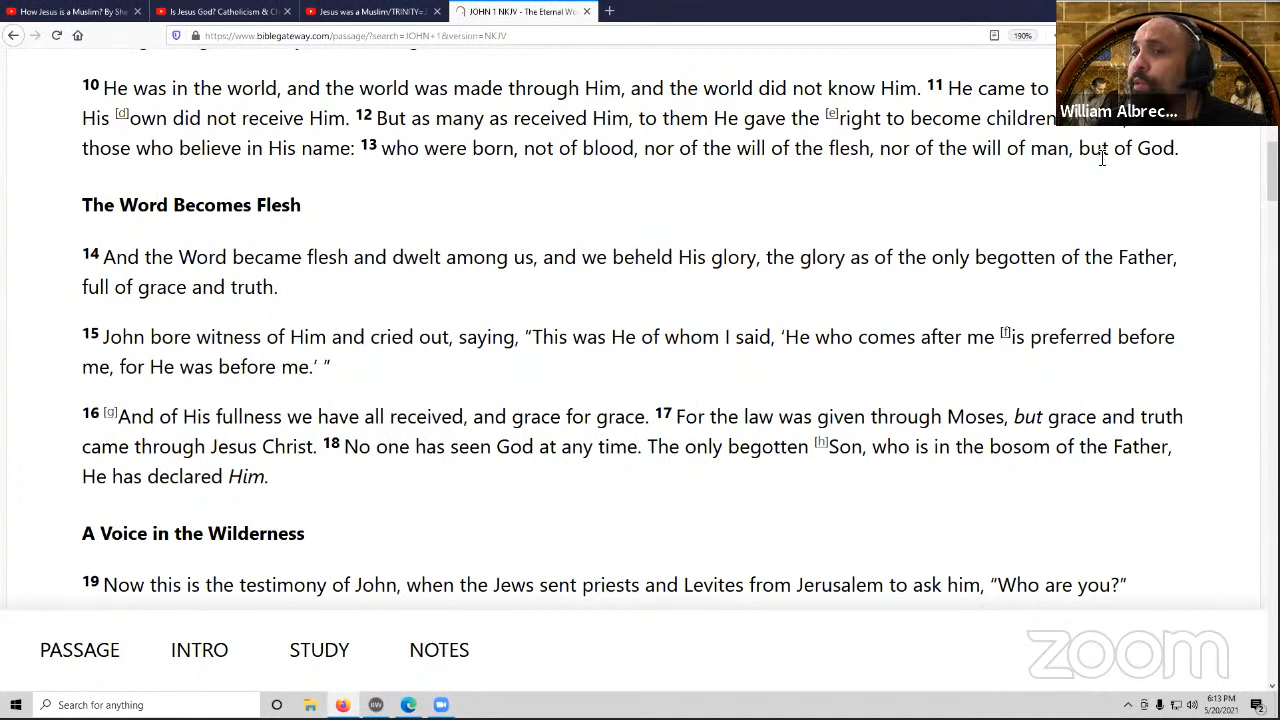 How Jesus is a Muslim? By She
Is Jesus God? Catholicism & C
Jesus was a Muslim/TRINITY=
JOHN 1 NKJV - The Eternal Wo
https://www.biblegateway.com/passage/?search=JOHN+1&version=NKJV
190%
10 He was in the world, and the world was made through Him, and the world did not know Him. 11 He came to
His [d]own did not receive Him. 12 But as many as received Him, to them He gave the [e]right to become children
those who believe in His name: 13 who were born, not of blood, nor of the will of the flesh, nor of the will of man, but of God.
William Albrec...
The Word Becomes Flesh
14 And the Word became flesh and dwelt among us, and we beheld His glory, the glory as of the only begotten of the Father,
full of grace and truth.
15 John bore witness of Him and cried out, saying, “This was He of whom I said, ‘He who comes after me [f]is preferred before
me, for He was before me.’ ”
16 [g]And of His fullness we have all received, and grace for grace. 17 For the law was given through Moses, but grace and truth
came through Jesus Christ. 18 No one has seen God at any time. The only begotten [h]Son, who is in the bosom of the Father,
He has declared Him.
A Voice in the Wilderness
19 Now this is the testimony of John, when the Jews sent priests and Levites from Jerusalem to ask him, “Who are you?”
PASSAGE INTRO STUDY NOTES
zoom
Search for anything
6:13 PM
5/20/2021
2